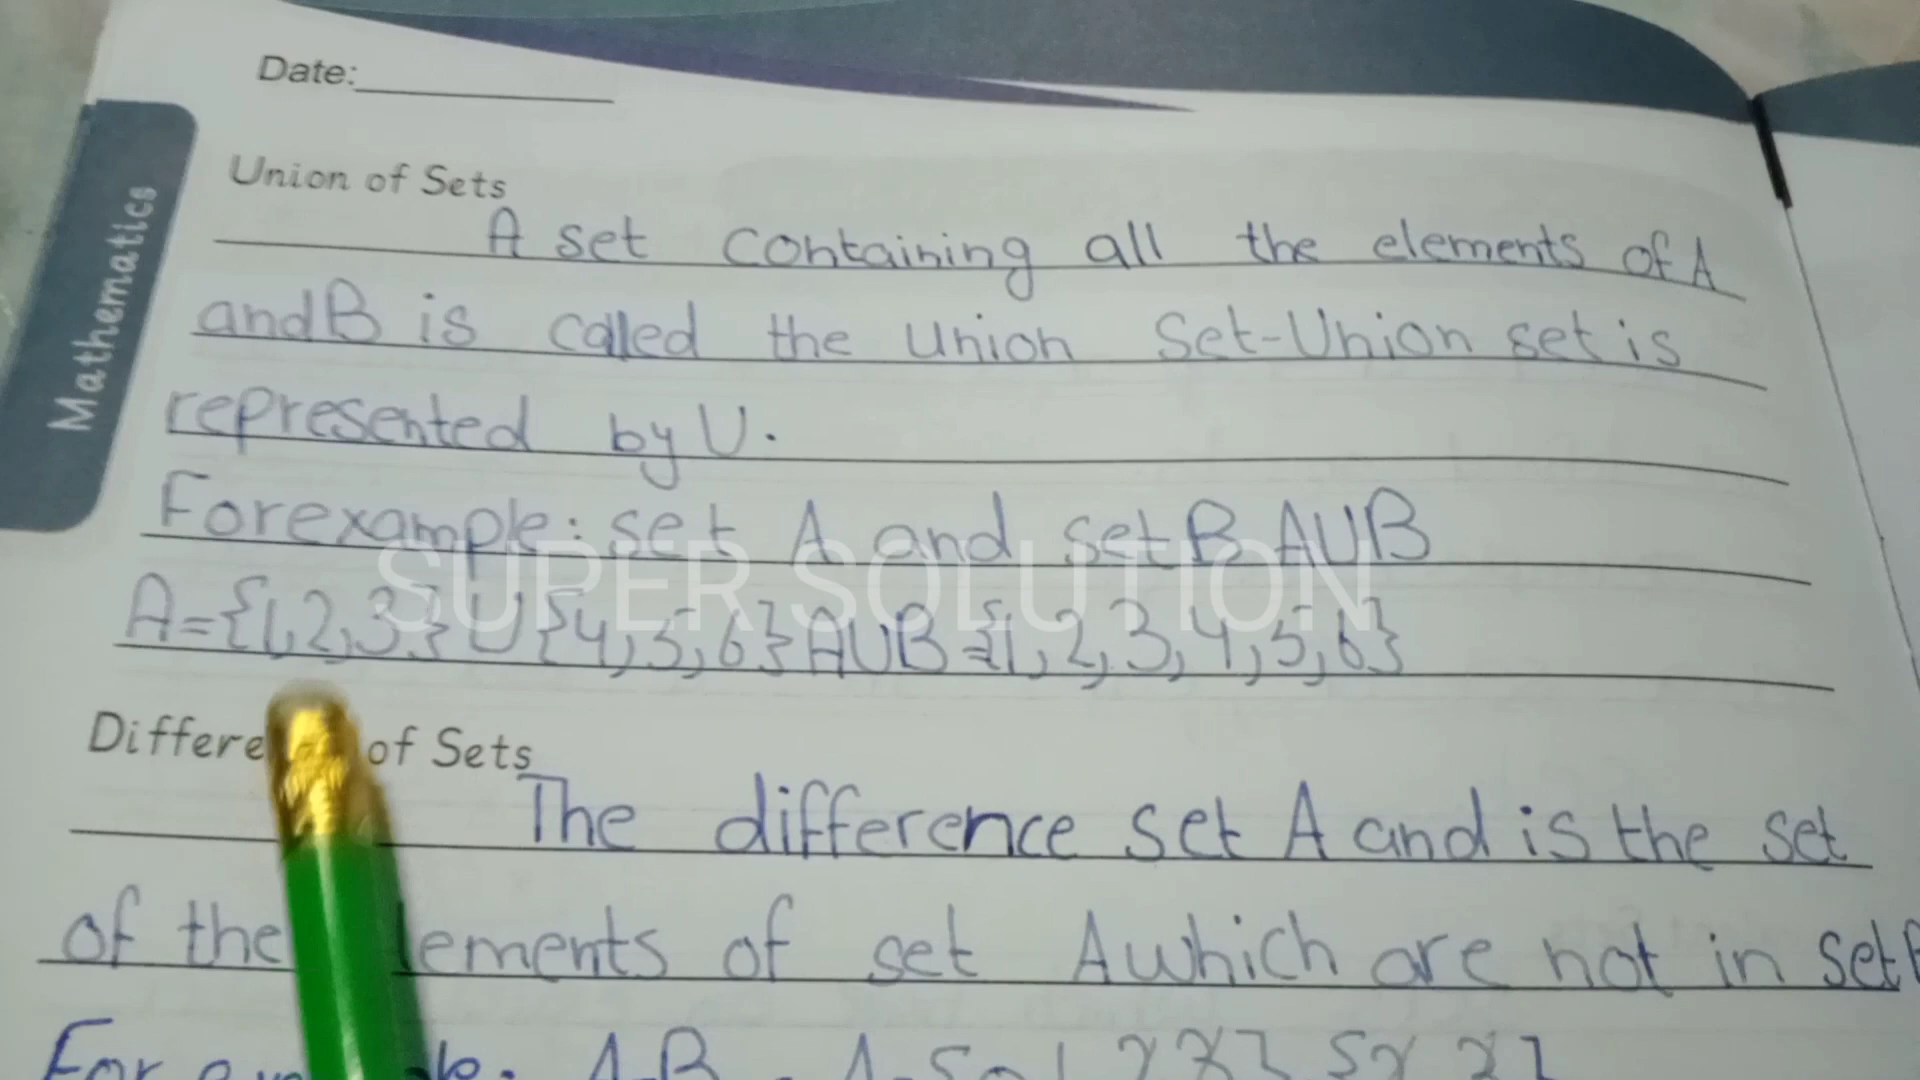 Date:
Mathematics
Union of Sets
A set containing all the elements of A
and B is called the union Set-Union set is
represented by U.
For example: set A and set B AUB
A={1,2,3} U {4,5,6} AUB={1,2,3,4,5,6}
SUPER SOLUTION
of Sets
The difference set A and is the set
of the of set A which are not in set